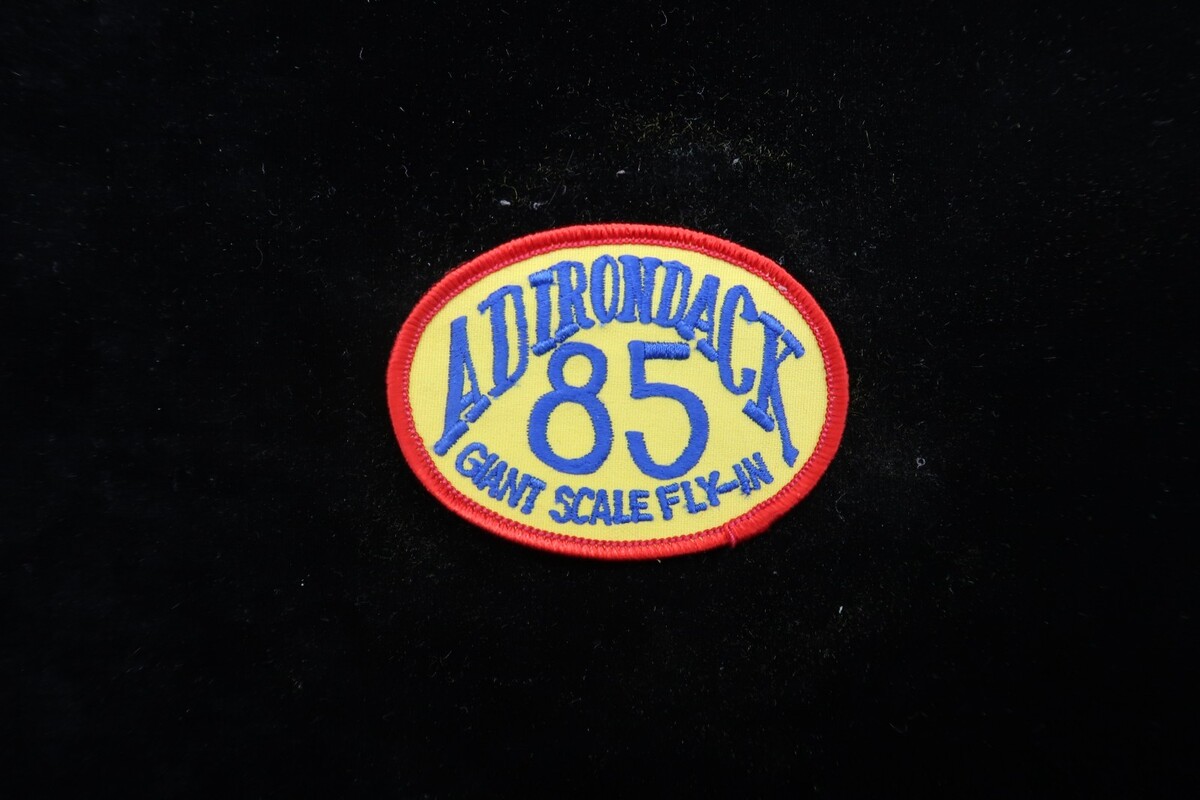 ADIRONDACK
85
GIANT SCALE FLY-IN